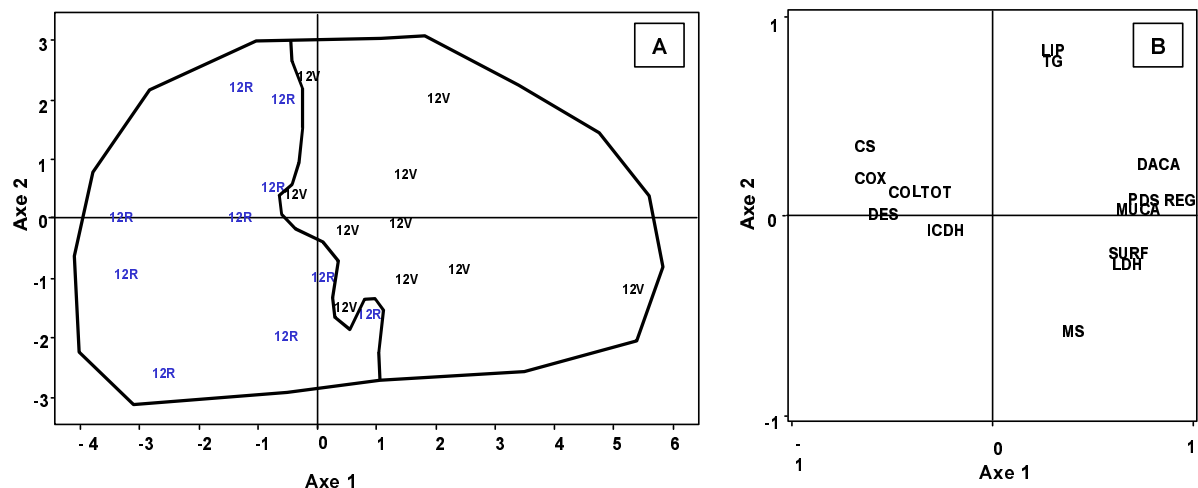 A
3
2
1
0
-1
-2
-3
Axe 2
12V
12R
12R
12V
12V
12R
12V
12R
12R
12V
12V
12V
12R
12R
12V
12V
12V
12V
12R
12R
12R
- 4 -3 -2 -1 0 1 2 3 4 5 6
Axe 1
B
1
0
-1
Axe 2
LIP
TG
CS
DACA
COX
COLTOT
PDS REG
MUCA
DES
ICDH
SURF
LDH
MS
-
1
0
1
Axe 1